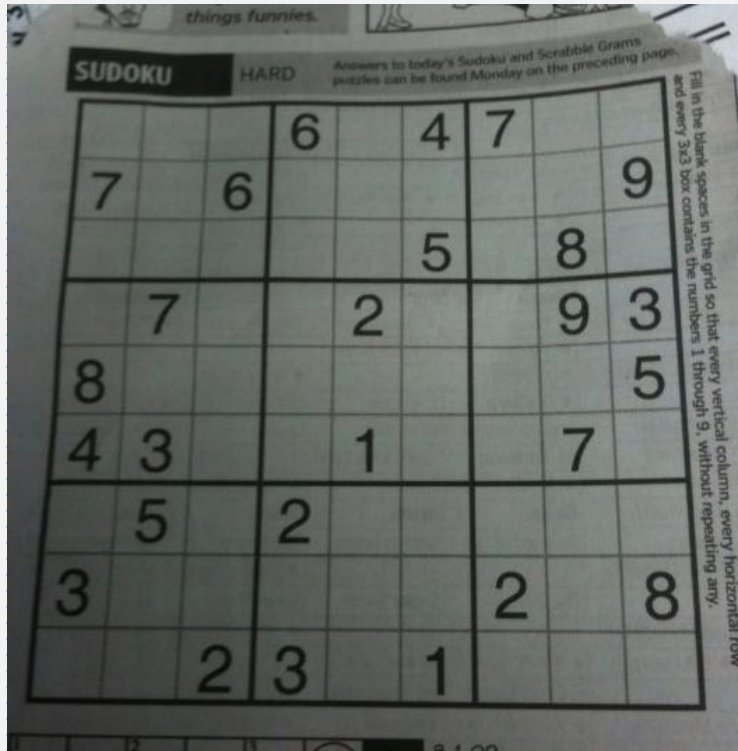 things funnies.
SUDOKU HARD
Answers to today's Sudoku and Scrabble Grams
puzzles can be found Monday on the preceding page.
6 4 7
7 6 9
5 8
7 2 9 3
8 5
4 3 1 7
5 2
3 2 8
2 3 1
Fill in the blank spaces in the grid so that every vertical column, every horizontal row
and every 3x3 box contains the numbers 1 through 9, without repeating any.